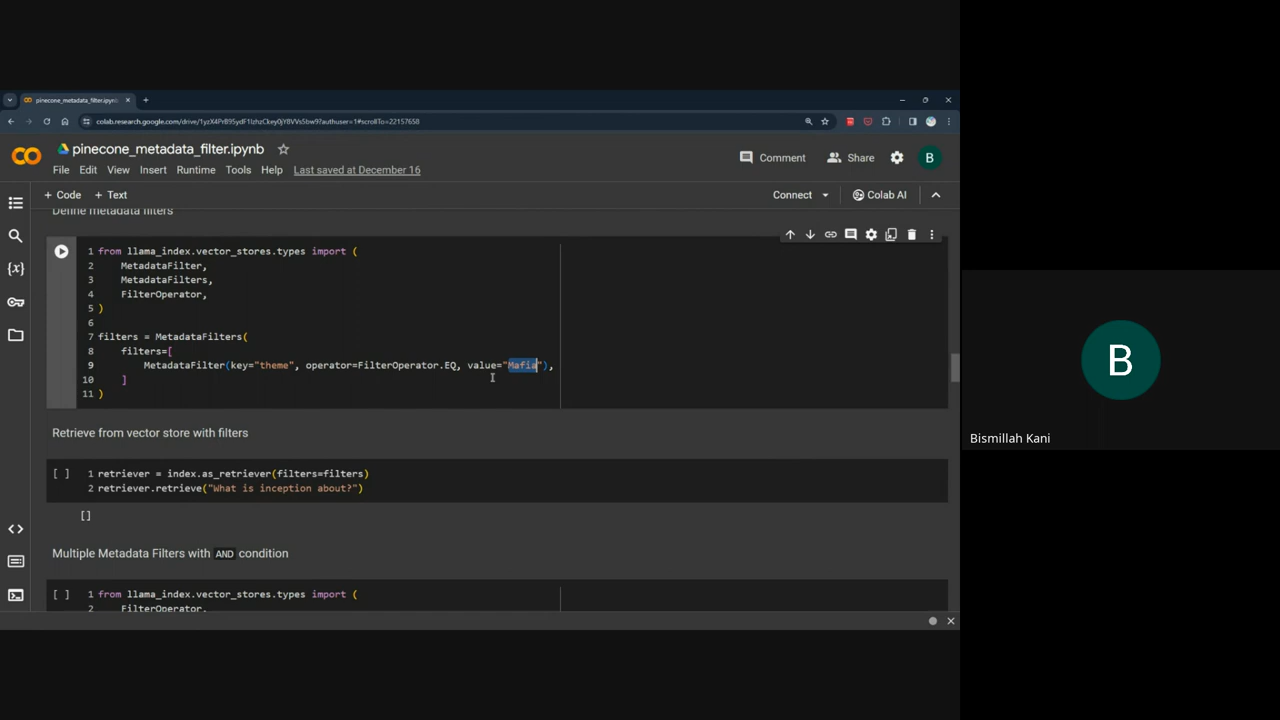 pinecone_metadata_filter.ipynb
colab.research.google.com/drive/1yzX4PrB95ydF1lzhzCkey0jY8VVs5bw9?authuser=1#scrollTo=22157658
pinecone_metadata_filter.ipynb
Comment
Share
B
File Edit View Insert Runtime Tools Help Last saved at December 16
+ Code + Text
Connect
Colab AI
Define metadata filters
1 from llama_index.vector_stores.types import (
2 MetadataFilter,
3 MetadataFilters,
4 FilterOperator,
5 )
6
7 filters = MetadataFilters(
8 filters=[
9 MetadataFilter(key="theme", operator=FilterOperator.EQ, value="Mafia"),
10 ]
11 )
Retrieve from vector store with filters
[ ] 1 retriever = index.as_retriever(filters=filters)
2 retriever.retrieve("What is inception about?")
[]
Multiple Metadata Filters with AND condition
[ ] 1 from llama_index.vector_stores.types import (
2 FilterOperator,
B
Bismillah Kani